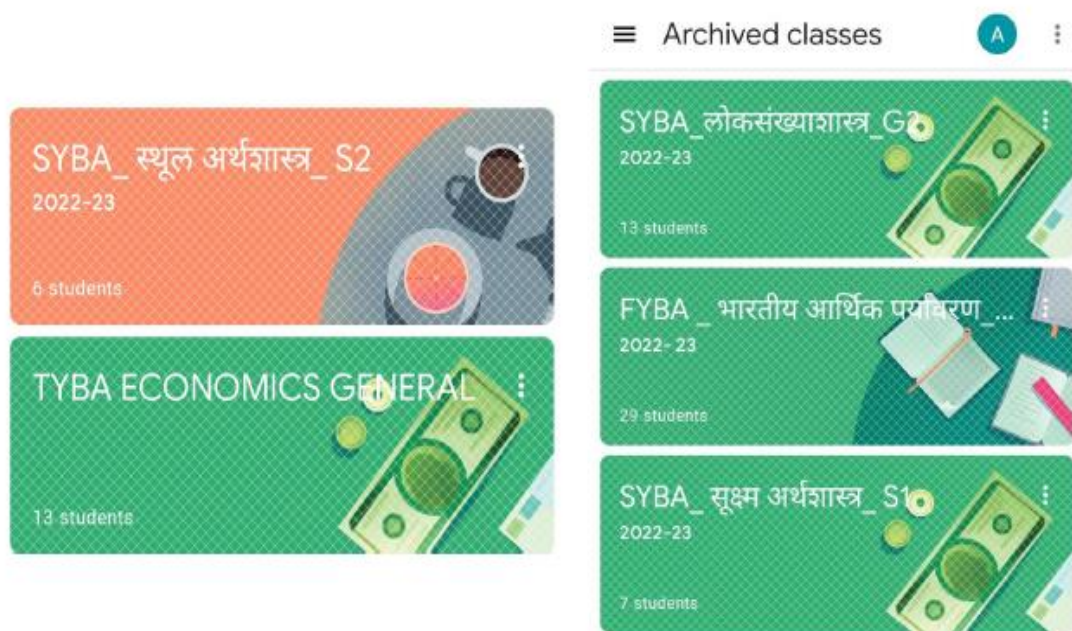 SYBA_ स्थूल अर्थशास्त्र_ S2
2022-23
6 students
TYBA ECONOMICS GENERAL
13 students
Archived classes
A
SYBA_लोकसंख्याशास्त्र_G2
2022-23
13 students
FYBA _ भारतीय आर्थिक पर्यावरण_...
2022- 23
29 students
SYBA_ सूक्ष्म अर्थशास्त्र_ S1
2022-23
7 students